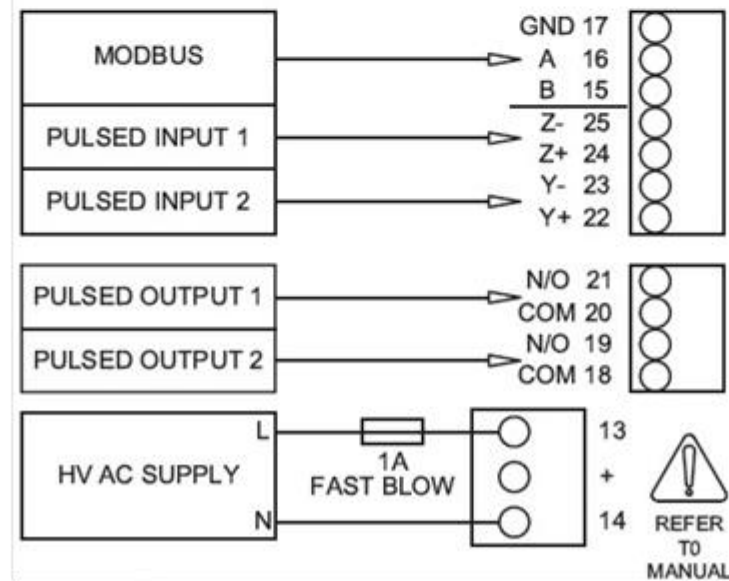 GND 17
MODBUS
A 16
B 15
Z- 25
PULSED INPUT 1
Z+ 24
Y- 23
PULSED INPUT 2
Y+ 22
N/O 21
PULSED OUTPUT 1
COM 20
N/O 19
PULSED OUTPUT 2
COM 18
L
13
1A
FAST BLOW
HV AC SUPPLY
+
N
14
REFER
TO
MANUAL